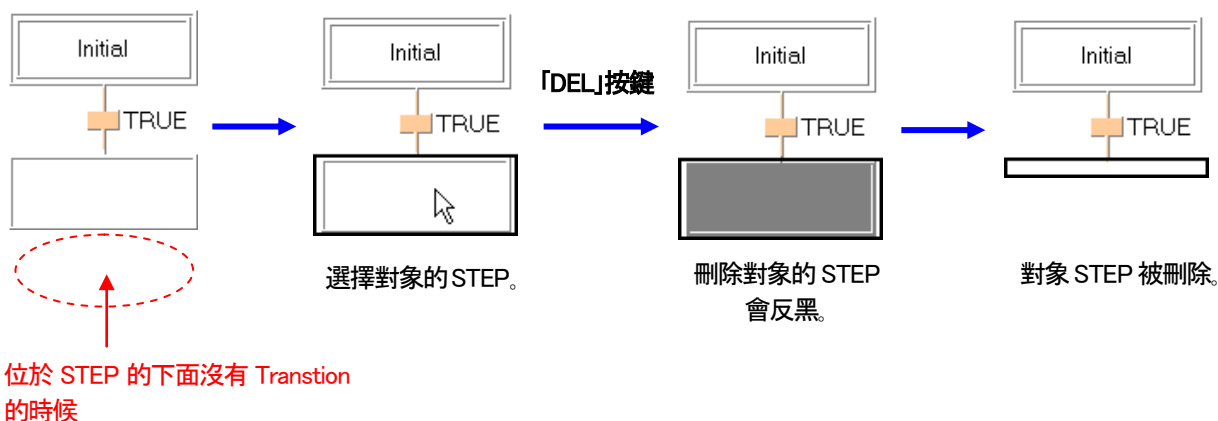 Initial
TRUE
Initial
TRUE
「DEL」按鍵
Initial
TRUE
Initial
TRUE
選擇對象的STEP。
刪除對象的 STEP
會反黑。
對象 STEP 被刪除。
位於 STEP 的下面沒有 Transtion
的時候